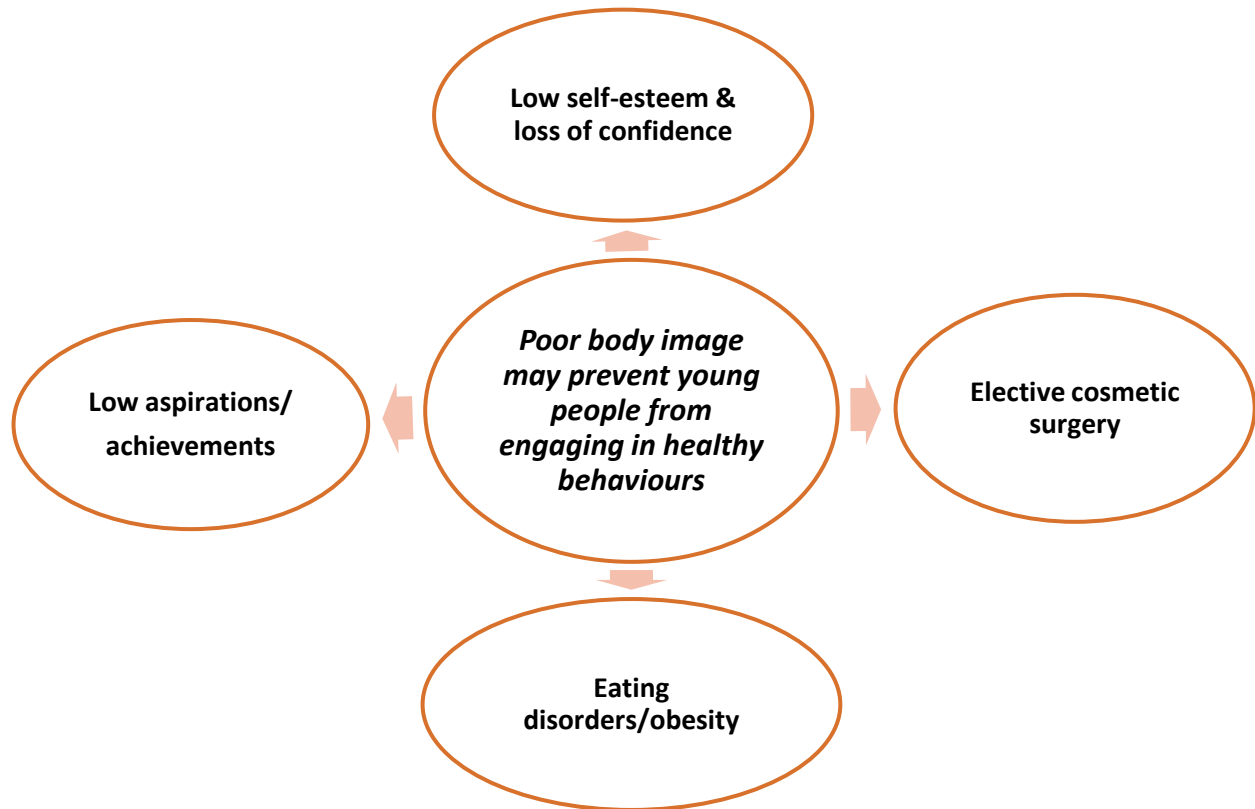 Low self-esteem &
loss of confidence
Poor body image
may prevent young
people from
engaging in healthy
behaviours
Low aspirations/
achievements
Elective cosmetic
surgery
Eating
disorders/obesity